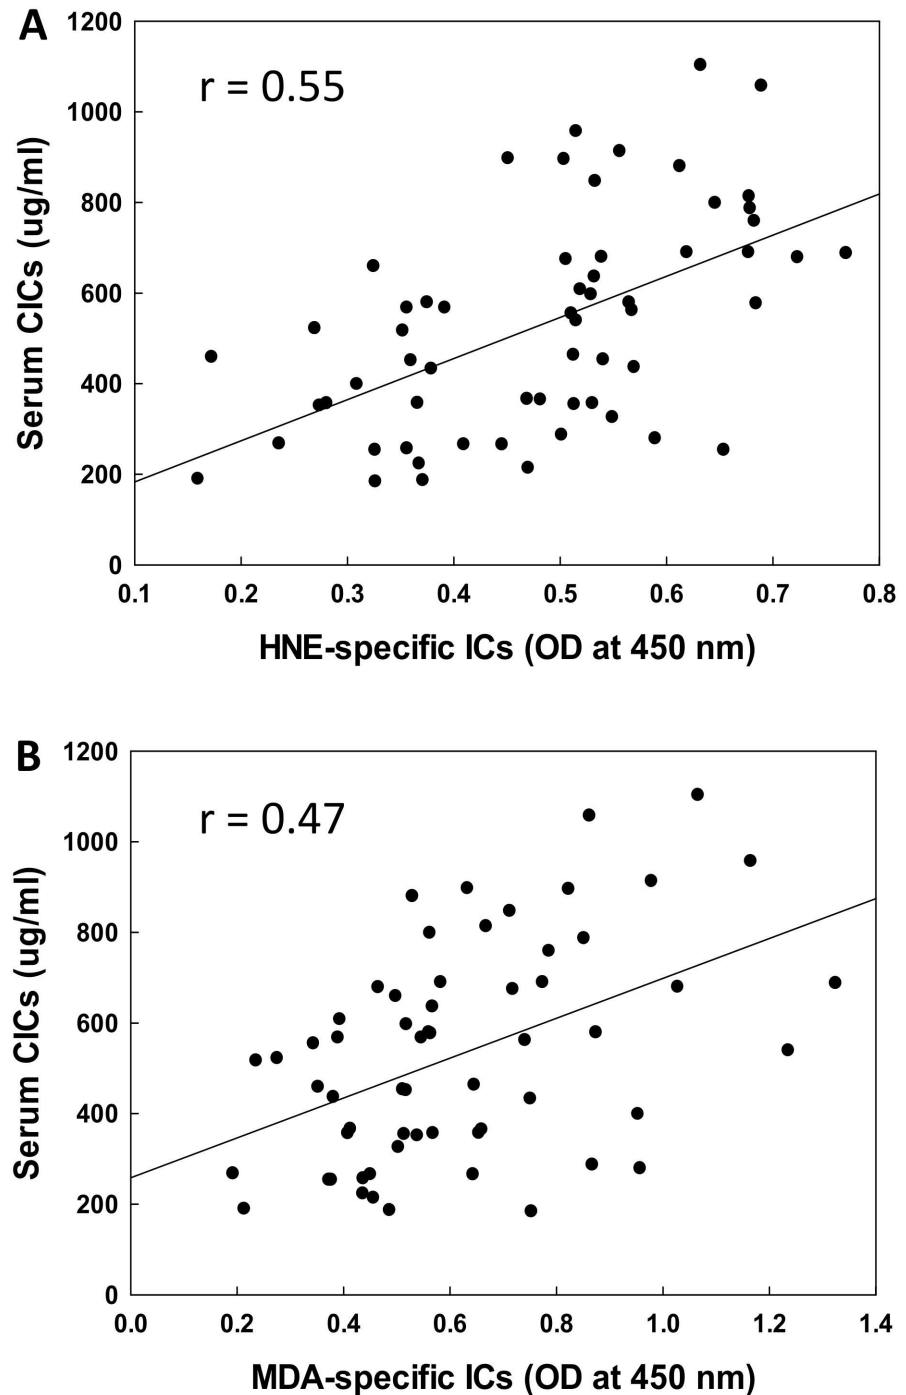 A
r = 0.55
Serum CICs (ug/ml)
1200
1000
800
600
400
200
0
0.1 0.2 0.3 0.4 0.5 0.6 0.7 0.8
HNE-specific ICs (OD at 450 nm)
B
r = 0.47
Serum CICs (ug/ml)
1200
1000
800
600
400
200
0
0.0 0.2 0.4 0.6 0.8 1.0 1.2 1.4
MDA-specific ICs (OD at 450 nm)